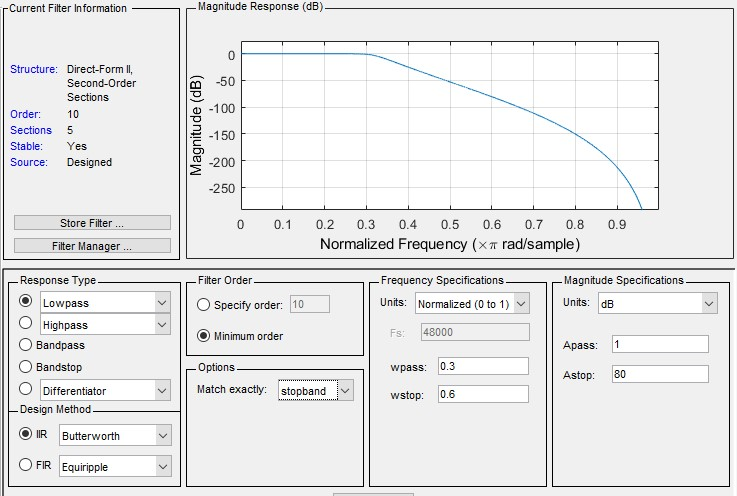 Current Filter Information
Structure: Direct-Form II,
Second-Order
Sections
Order: 10
Sections 5
Stable: Yes
Source: Designed
Store Filter ...
Filter Manager ...
Magnitude Response (dB)
Magnitude (dB)
0
-50
-100
-150
-200
-250
0 0.1 0.2 0.3 0.4 0.5 0.6 0.7 0.8 0.9
Normalized Frequency (×π rad/sample)
Response Type
Lowpass
Highpass
Bandpass
Bandstop
Differentiator
Design Method
IIR Butterworth
FIR Equiripple
Filter Order
Specify order: 10
Minimum order
Options
Match exactly: stopband
Frequency Specifications
Units: Normalized (0 to 1)
Fs: 48000
wpass: 0.3
wstop: 0.6
Magnitude Specifications
Units: dB
Apass: 1
Astop: 80